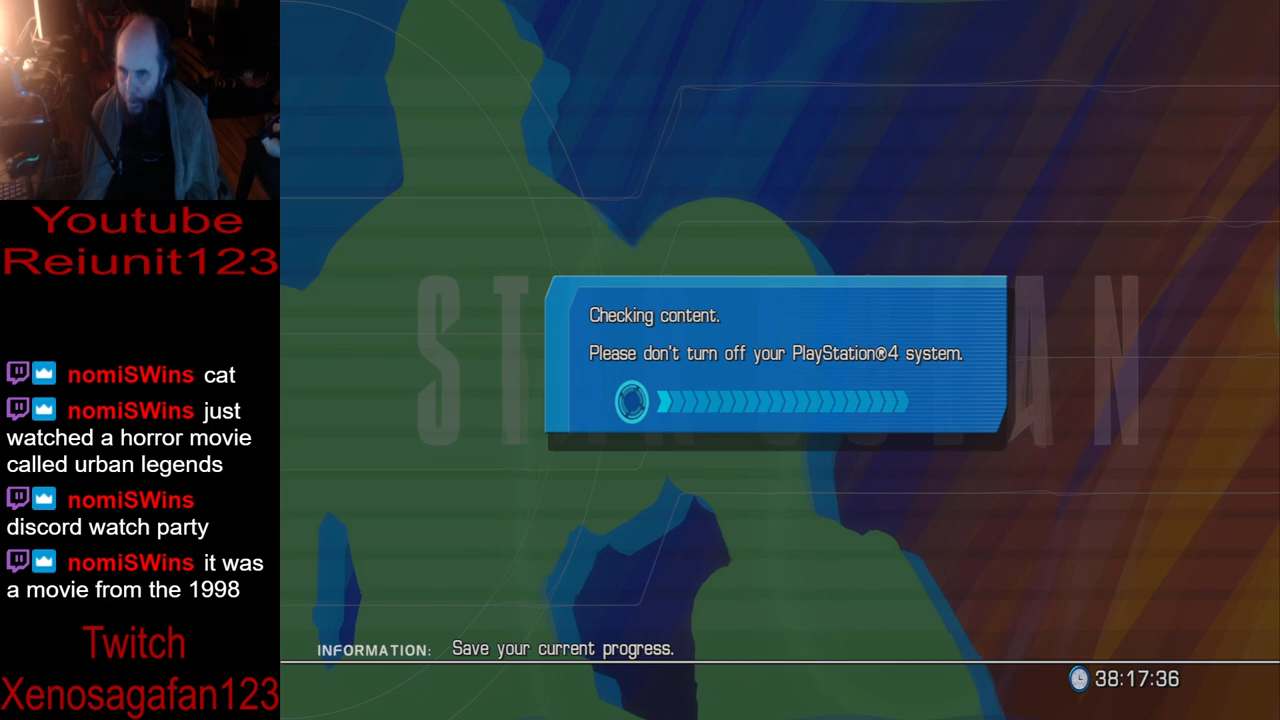 Youtube
Reiunit123
nomiSWins cat
nomiSWins just
watched a horror movie
called urban legends
nomiSWins
discord watch party
nomiSWins it was
a movie from the 1998
Twitch
Xenosagafan123
Checking content.
Please don't turn off your PlayStation®4 system.
INFORMATION: Save your current progress.
38:17:36